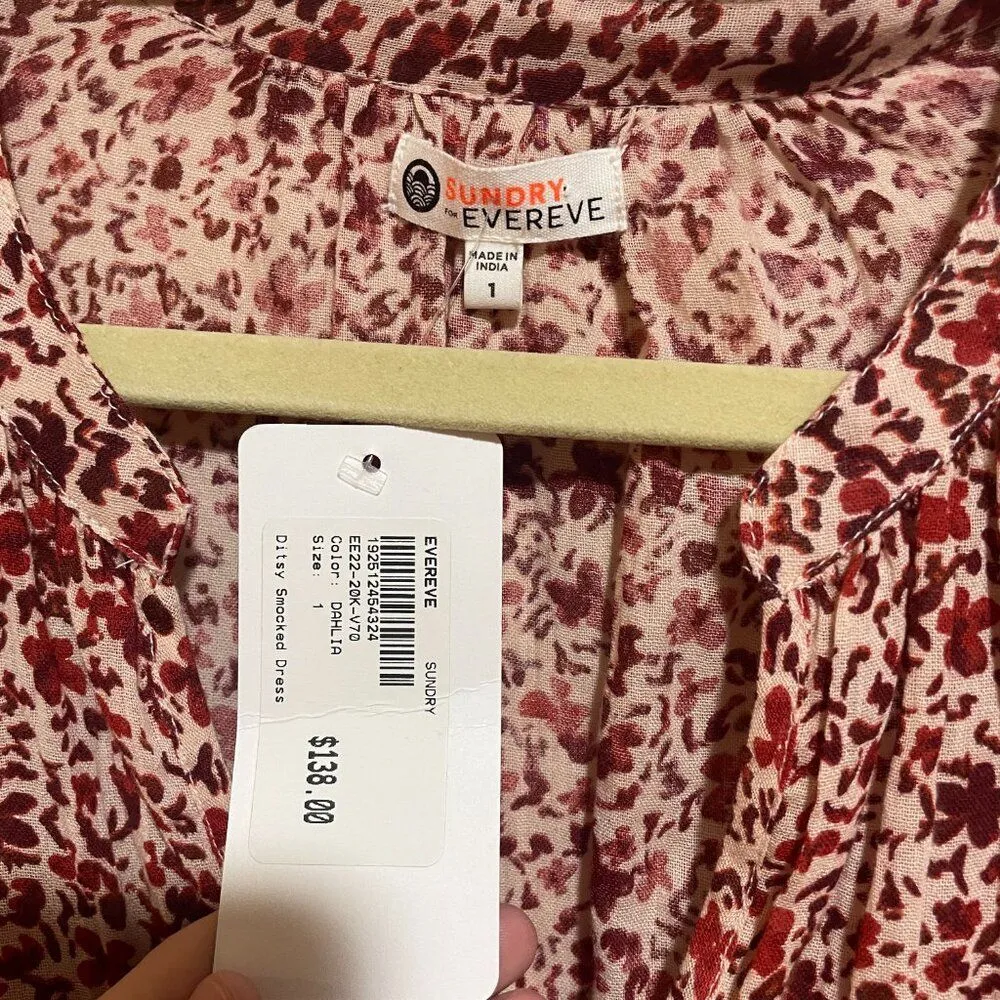 SUNDRY
FOR EVEREVE
MADE IN
INDIA
1
EVEREVE SUNDRY
192512454324
EE22-20K-V70
Color: DAHLIA
Size: 1
Ditsy Smocked Dress
$138.00